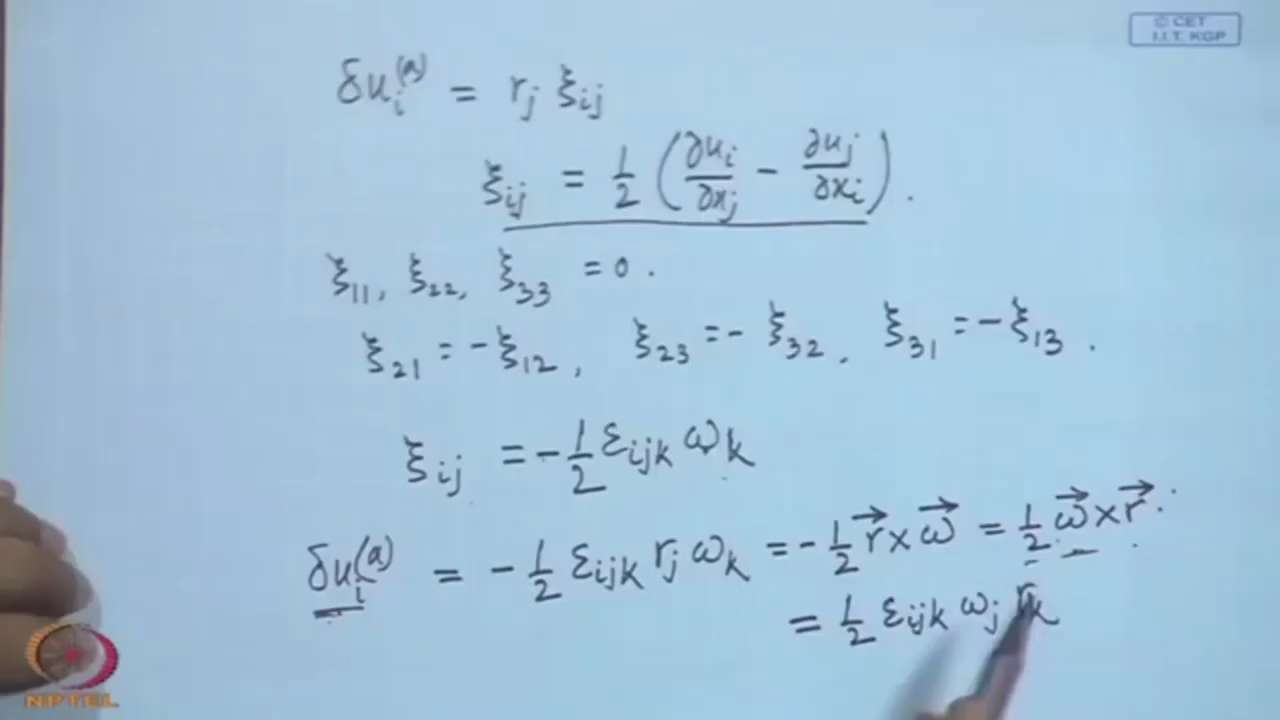 © CET
I.I.T. KGP
δu_i^(a) = r_j ξ_ij
ξ_ij = 1/2 (∂u_i/∂x_j - ∂u_j/∂x_i).
ξ_11, ξ_22, ξ_33 = 0.
ξ_21 = -ξ_12, ξ_23 = -ξ_32, ξ_31 = -ξ_13.
ξ_ij = -1/2 ε_ijk ω_k
δu_i^(a) = -1/2 ε_ijk r_j ω_k = -1/2 r⃗ × ω⃗ = 1/2 ω⃗ × r⃗.
= 1/2 ε_ijk ω_j r_k
NPTEL